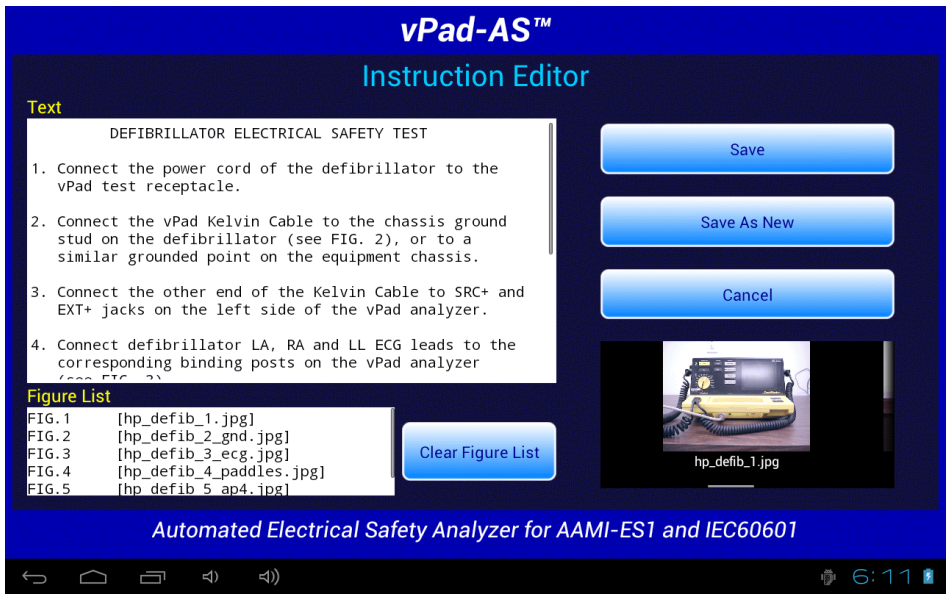 vPad-AS™
Instruction Editor
Text
DEFIBRILLATOR ELECTRICAL SAFETY TEST
1. Connect the power cord of the defibrillator to the
vPad test receptacle.
2. Connect the vPad Kelvin Cable to the chassis ground
stud on the defibrillator (see FIG. 2), or to a
similar grounded point on the equipment chassis.
3. Connect the other end of the Kelvin Cable to SRC+ and
EXT+ jacks on the left side of the vPad analyzer.
4. Connect defibrillator LA, RA and LL ECG leads to the
corresponding binding posts on the vPad analyzer
Save
Save As New
Cancel
Figure List
FIG.1 [hp_defib_1.jpg]
FIG.2 [hp_defib_2_gnd.jpg]
FIG.3 [hp_defib_3_ecg.jpg]
FIG.4 [hp_defib_4_paddles.jpg]
FIG.5 [hp_defib_5_ap4.jpg]
Clear Figure List
hp_defib_1.jpg
Automated Electrical Safety Analyzer for AAMI-ES1 and IEC60601
6:11